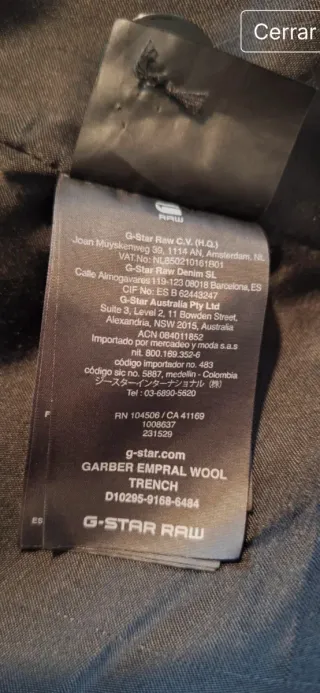 Cerrar
RAW
G-Star Raw C.V. (H.Q.)
Joan Muyskenweg 39, 1114 AN, Amsterdam, NL
VAT.No: NL850210161B01
G-Star Raw Denim SL
Calle Almogavares 119-123 08018 Barcelona, ES
CIF No: ES B 62443247
G-Star Australia Pty Ltd
Suite 3, Level 2, 11 Bowden Street,
Alexandria, NSW 2015, Australia
ACN 084011852
Importado por mercadeo y moda s.a.s
nit. 800.169.352-6
código importador no. 483
código sic no. 5887, medellin - Colombia
ジースターインターナショナル (株)
Tel : 03-6890-5620
RN 104506 / CA 41169
1008637
231529
F
g-star.com
GARBER EMPRAL WOOL
TRENCH
D10295-9168-6484
ES
G-STAR RAW